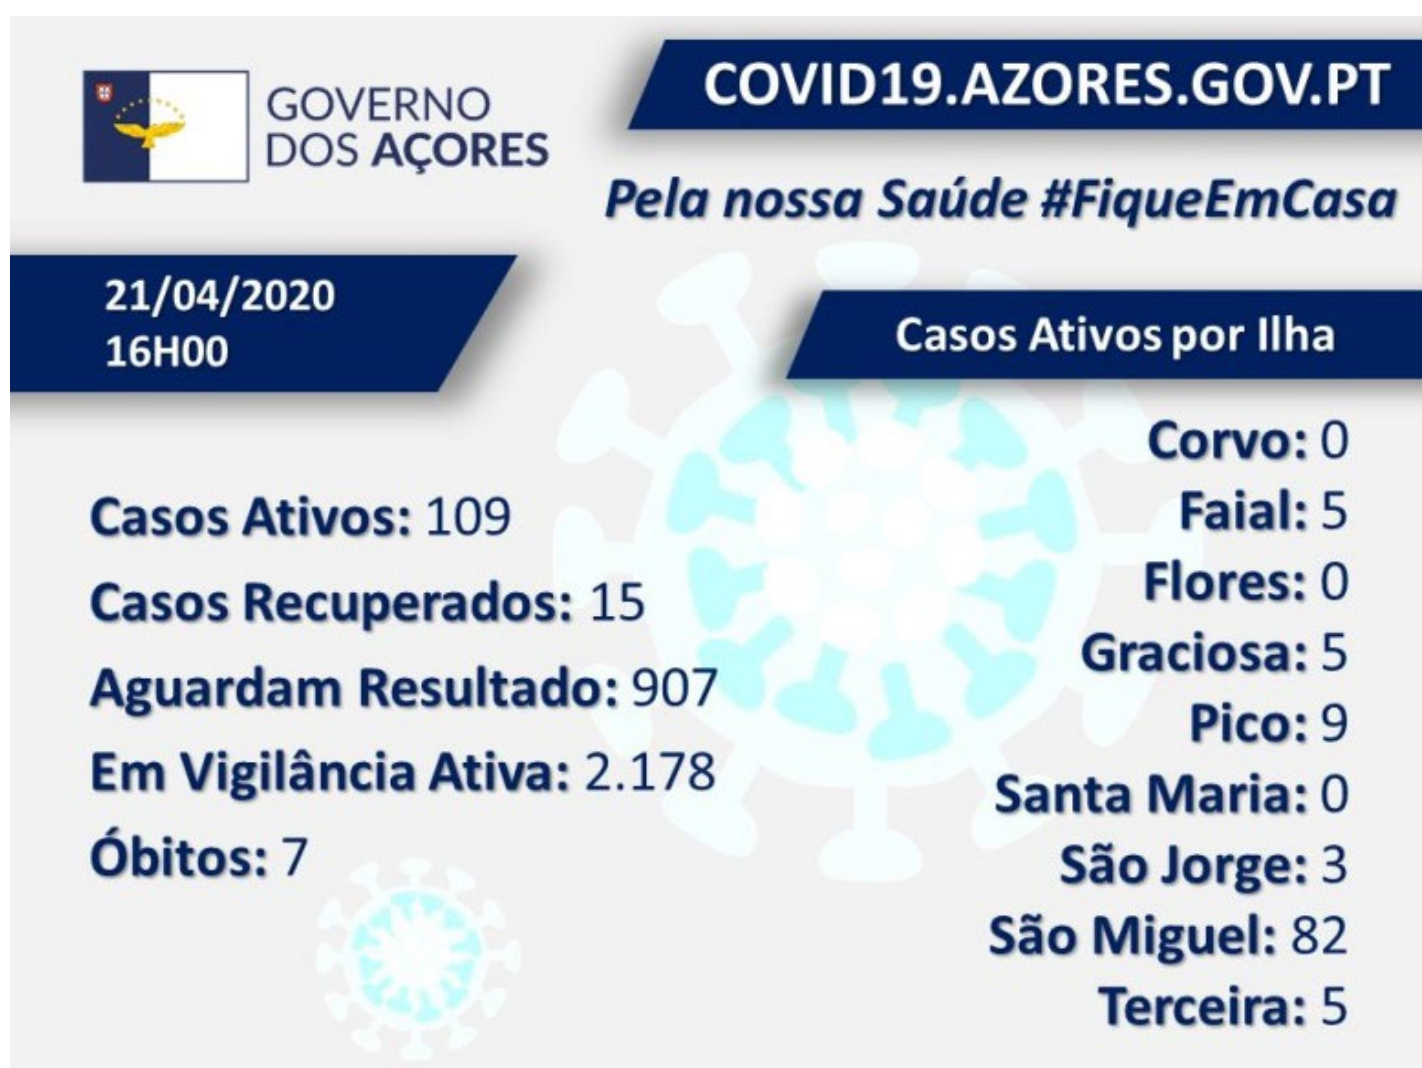 GOVERNO
DOS AÇORES
COVID19.AZORES.GOV.PT
Pela nossa Saúde #FiqueEmCasa
21/04/2020
16H00
Casos Ativos: 109
Casos Recuperados: 15
Aguardam Resultado: 907
Em Vigilância Ativa: 2.178
Óbitos: 7
Casos Ativos por Ilha
Corvo: 0
Faial: 5
Flores: 0
Graciosa: 5
Pico: 9
Santa Maria: 0
São Jorge: 3
São Miguel: 82
Terceira: 5